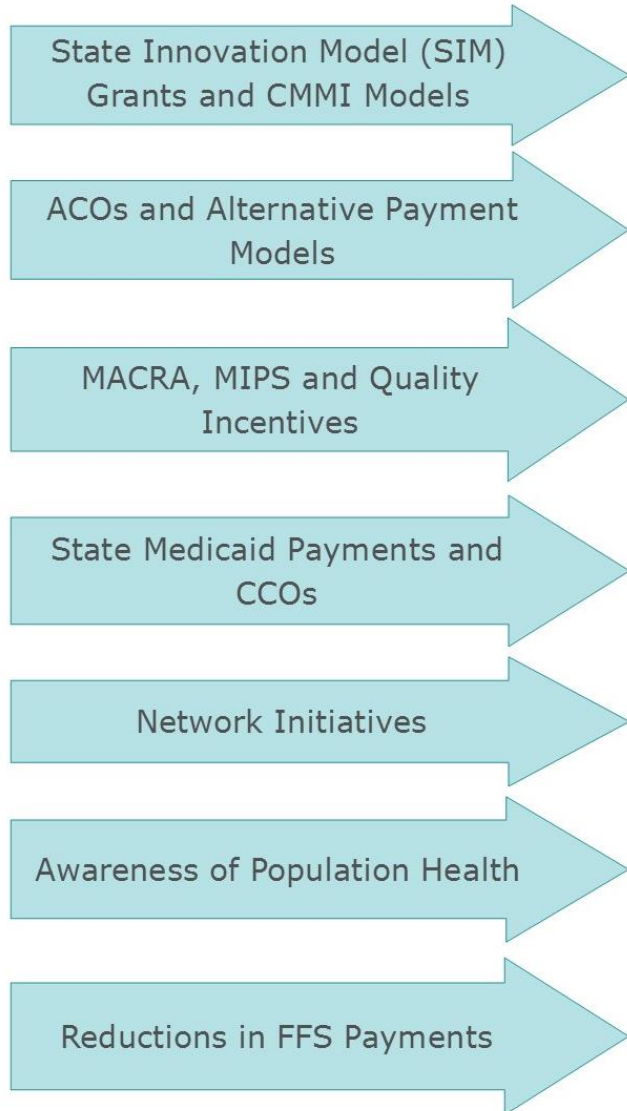 State Innovation Model (SIM)
Grants and CMMI Models
ACOs and Alternative Payment
Models
MACRA, MIPS and Quality
Incentives
State Medicaid Payments and
CCOs
Network Initiatives
Awareness of Population Health
Reductions in FFS Payments